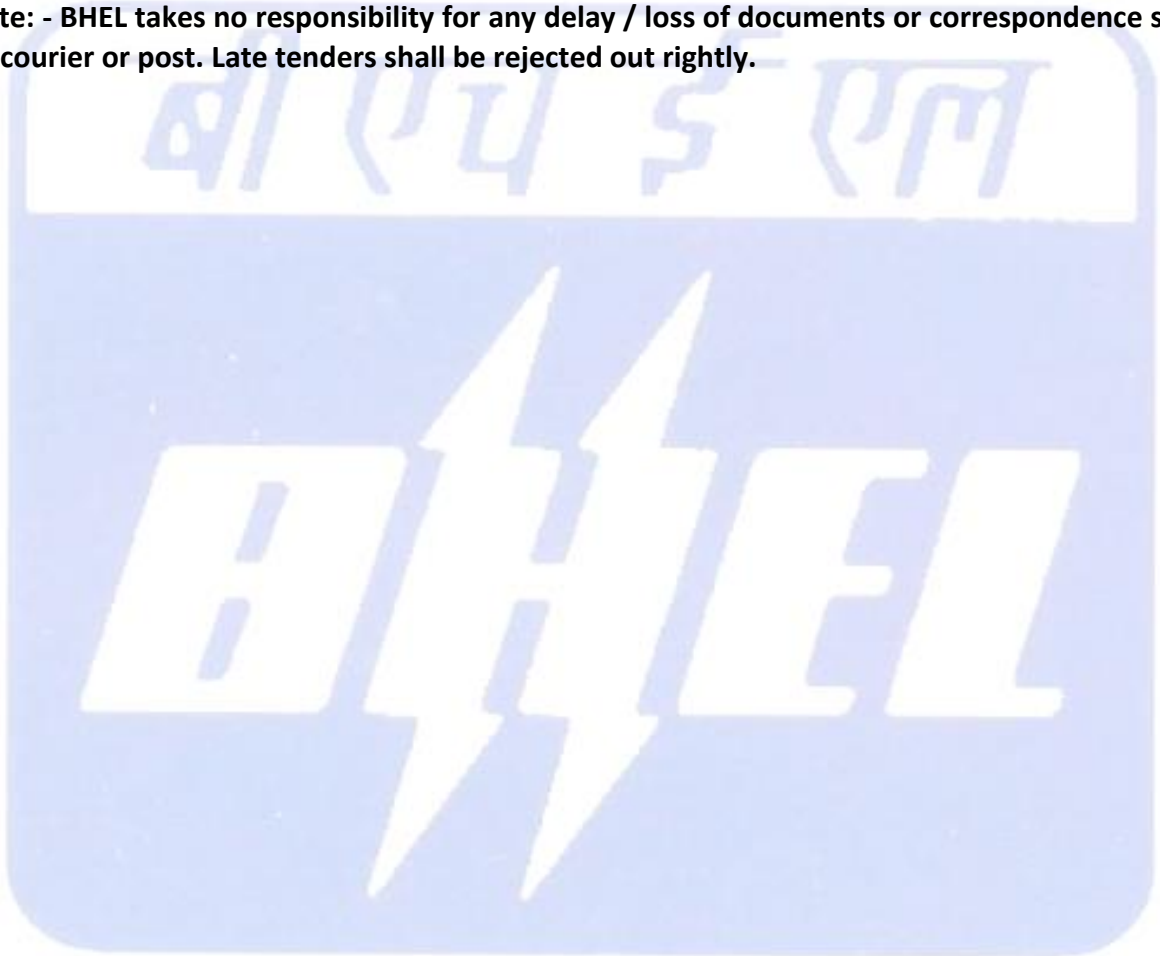 te: - BHEL takes no responsibility for any delay / loss of documents or correspondence s
courier or post. Late tenders shall be rejected out rightly.
बी एच ई एल
BHEL